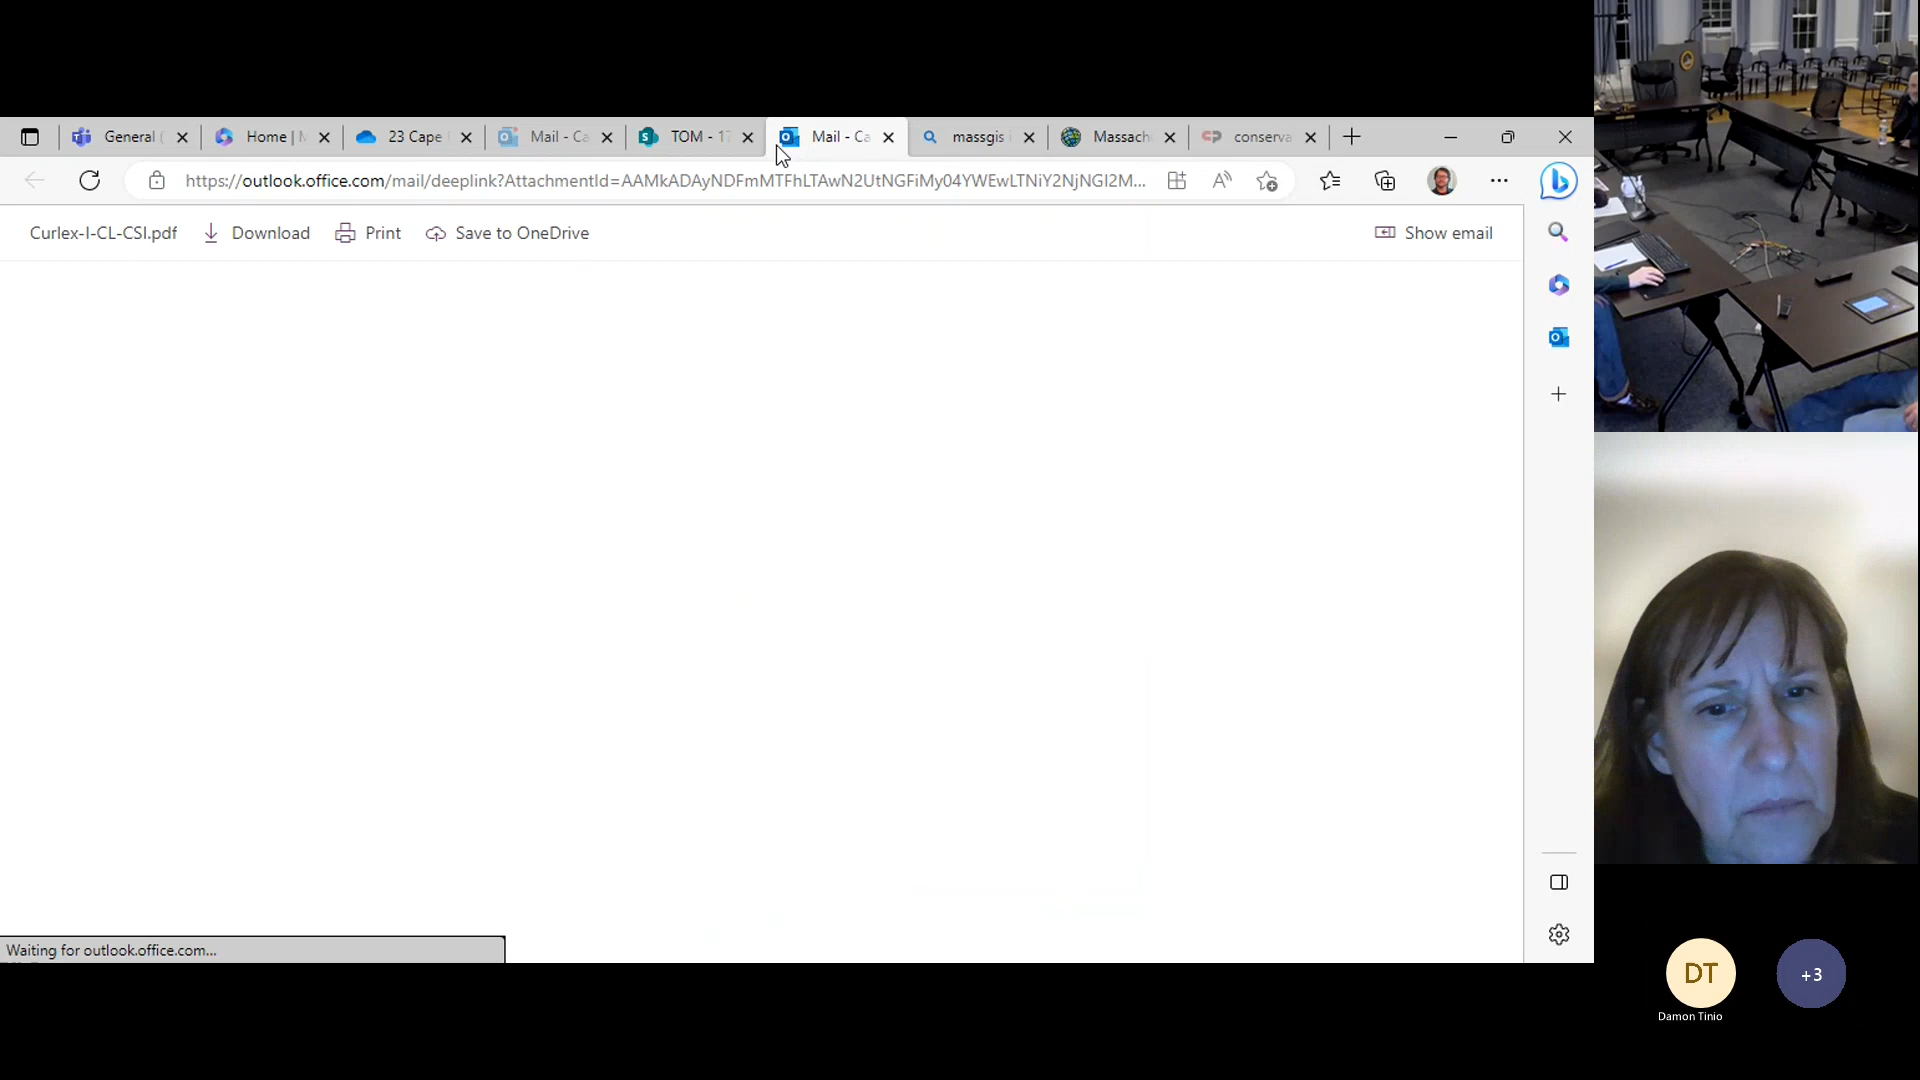 General (
Home | M
23 Cape
Mail - Ca
TOM - 17
Mail - Ca
massgis
Massach
conserva
https://outlook.office.com/mail/deeplink?AttachmentId=AAMkADAyNDFmMTFhLTAwN2UtNGFiMy04YWEwLTNiY2NjNGI2M...
Curlex-I-CL-CSI.pdf
Download
Print
Save to OneDrive
Show email
Waiting for outlook.office.com...
DT
+3
Damon Tinio